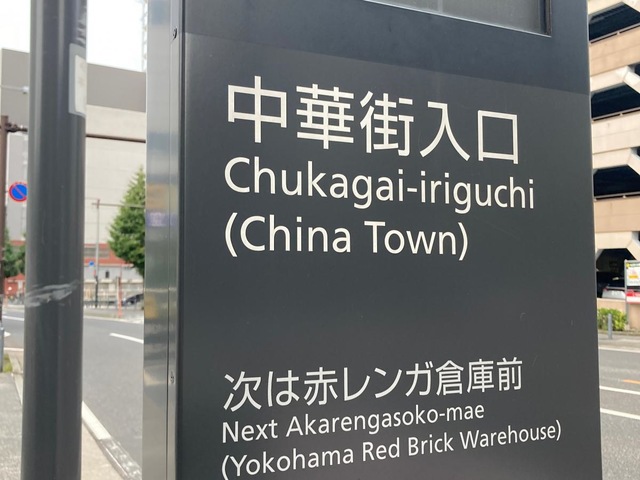 中華街入口
Chukagai-iriguchi
(China Town)
次は赤レンガ倉庫前
Next Akarengasoko-mae
(Yokohama Red Brick Warehouse)